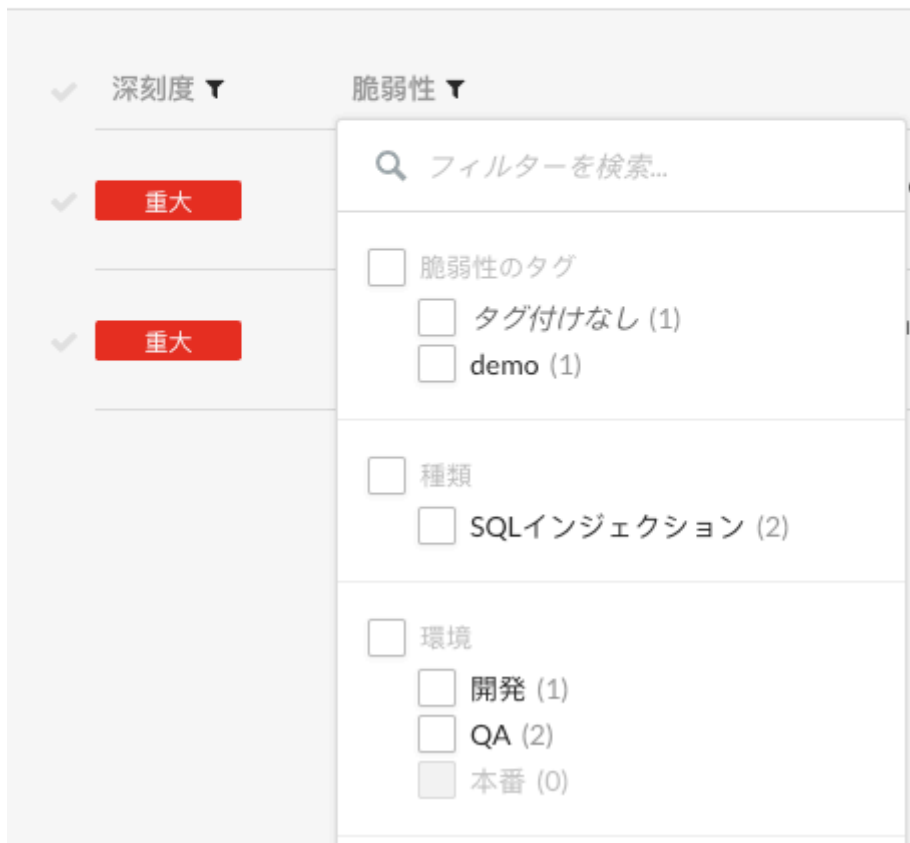 深刻度 脆弱性
フィルターを検索...
重大
脆弱性のタグ
タグ付けなし (1)
重大
demo (1)
種類
SQLインジェクション (2)
環境
開発 (1)
QA (2)
本番 (0)